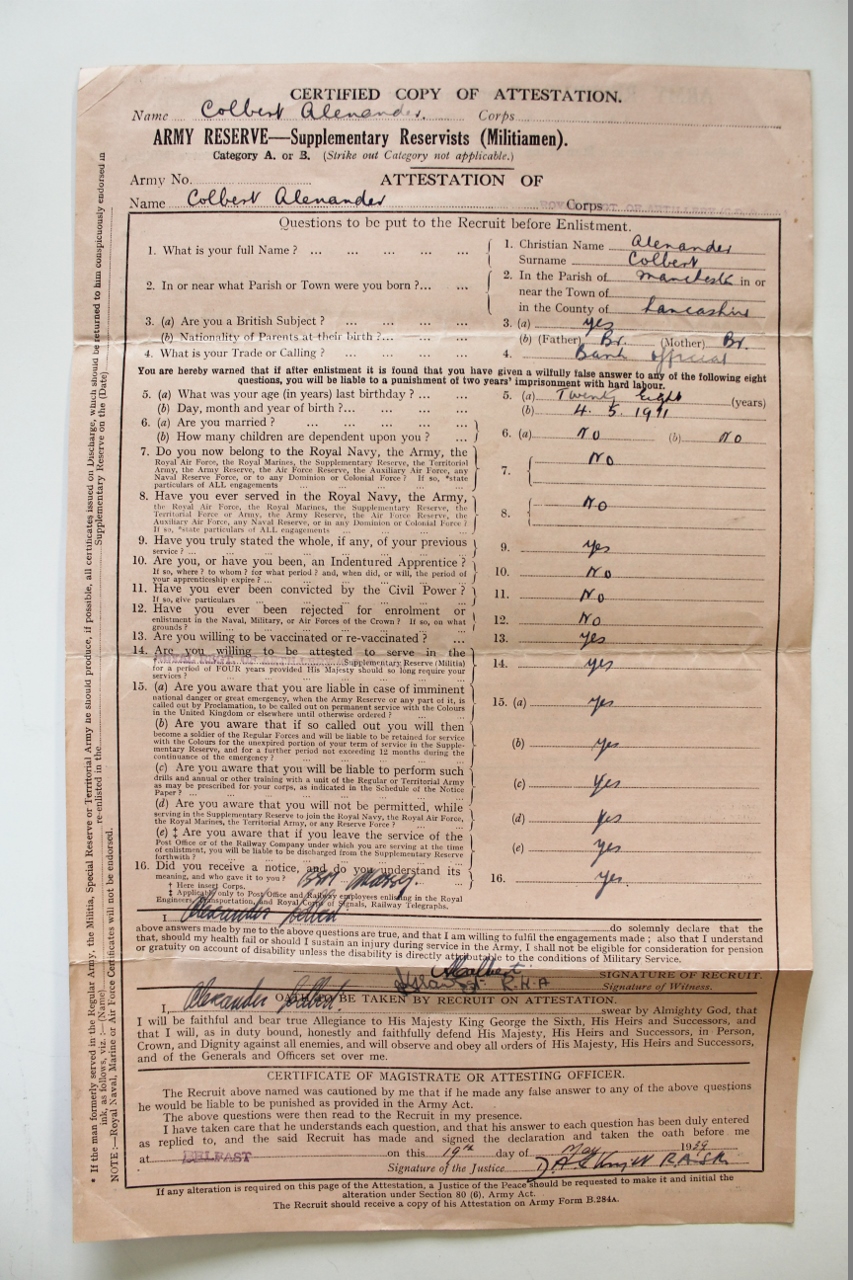 CERTIFIED COPY OF ATTESTATION.
Name Colbert Alexander. Corps
ARMY RESERVE—Supplementary Reservists (Militiamen).
Category A. or B. (Strike out Category not applicable.)
Army No. ATTESTATION OF
Name Colbert Alexander Corps
Questions to be put to the Recruit before Enlistment.
1. What is your full Name ? ... 1. Christian Name Alexander
Surname Colbert
2. In or near what Parish or Town were you born ?... 2. In the Parish of Manchester in or
near the Town of
in the County of Lancashire
3. (a) Are you a British Subject ? ... 3. (a) yes
(b) Nationality of Parents at their birth ?... (b) (Father) Br. (Mother) Br.
4. What is your Trade or Calling ? ... 4. Bank official
You are hereby warned that if after enlistment it is found that you have given a wilfully false answer to any of the following eight
questions, you will be liable to a punishment of two years' imprisonment with hard labour.
5. (a) What was your age (in years) last birthday ? ... 5. (a) Twenty eight (years)
(b) Day, month and year of birth ?... (b) 4. 5. 1911
6. (a) Are you married ? ... 6. (a) No (b) No
(b) How many children are dependent upon you ? ...
7. Do you now belong to the Royal Navy, the Army, the 7. No
Royal Air Force, the Royal Marines, the Supplementary Reserve, the Territorial
Army, the Army Reserve, the Air Force Reserve, the Auxiliary Air Force, any
Naval Reserve Force, or to any Dominion or Colonial Force ? If so, *state
particulars of ALL engagements
8. Have you ever served in the Royal Navy, the Army, 8. No
the Royal Air Force, the Royal Marines, the Supplementary Reserve, the
Territorial Force or Army, the Army Reserve, the Air Force Reserve, the
Auxiliary Air Force, any Naval Reserve, or in any Dominion or Colonial Force ?
If so, *state particulars of ALL engagements
9. Have you truly stated the whole, if any, of your previous 9. yes
service ? ...
10. Are you, or have you been, an Indentured Apprentice ? 10. No
If so, where ? to whom ? for what period ? and, when did, or will, the period of
your apprenticeship expire ? ...
11. Have you ever been convicted by the Civil Power ? 11. No
If so, give particulars
12. Have you ever been rejected for enrolment or 12. No
enlistment in the Naval, Military, or Air Forces of the Crown ? If so, on what
grounds ?
13. Are you willing to be vaccinated or re-vaccinated ? ... 13. yes
14. Are you willing to be attested to serve in the 14. yes
Supplementary Reserve (Militia)
for a period of FOUR years provided His Majesty should so long require your
services ?
15. (a) Are you aware that you are liable in case of imminent 15. (a) yes
national danger or great emergency, when the Army Reserve or any part of it, is
called out by Proclamation, to be called out on permanent service with the Colours
in the United Kingdom or elsewhere until otherwise ordered ? ...
(b) Are you aware that if so called out you will then (b) yes
become a soldier of the Regular Forces and will be liable to be retained for service
with the Colours for the unexpired portion of your term of service in the Supple-
mentary Reserve, and for a further period not exceeding 12 months during the
continuance of the emergency ?
(c) Are you aware that you will be liable to perform such (c) Yes
drills and annual or other training with a unit of the Regular or Territorial Army
as may be prescribed for your corps, as indicated in the Schedule of the Notice
Paper ? ...
(d) Are you aware that you will not be permitted, while (d) yes
serving in the Supplementary Reserve to join the Royal Navy, the Royal Air Force,
the Royal Marines, the Territorial Army, or any Reserve Force ?
(e) ‡ Are you aware that if you leave the service of the (e) yes
Post Office or of the Railway Company under which you are serving at the time
of enlistment, you will be liable to be discharged from the Supplementary Reserve
forthwith ?
16. Did you receive a notice, and do you understand its 16. yes.
meaning, and who gave it to you ?
† Here insert Corps.
‡ Applicable only to Post Office and Railway employees enlisting in the Royal
Engineers, Transportation, and Royal Corps of Signals, Railway Telegraphs.
I Alexander Colbert do solemnly declare that the
above answers made by me to the above questions are true, and that I am willing to fulfil the engagements made ; also that I understand
that, should my health fail or should I sustain an injury during service in the Army, I shall not be eligible for consideration for pension
or gratuity on account of disability unless the disability is directly attributable to the conditions of Military Service.
AColbert SIGNATURE OF RECRUIT.
R.H.A Signature of Witness.
OATH TO BE TAKEN BY RECRUIT ON ATTESTATION.
I, Alexander Colbert. swear by Almighty God, that
I will be faithful and bear true Allegiance to His Majesty King George the Sixth, His Heirs and Successors, and
that I will, as in duty bound, honestly and faithfully defend His Majesty, His Heirs and Successors, in Person,
Crown, and Dignity against all enemies, and will observe and obey all orders of His Majesty, His Heirs and Successors,
and of the Generals and Officers set over me.
CERTIFICATE OF MAGISTRATE OR ATTESTING OFFICER.
The Recruit above named was cautioned by me that if he made any false answer to any of the above questions
he would be liable to be punished as provided in the Army Act.
The above questions were then read to the Recruit in my presence.
I have taken care that he understands each question, and that his answer to each question has been duly entered
as replied to, and the said Recruit has made and signed the declaration and taken the oath before me
at BELFAST on this 19th day of May 1939
Signature of the Justice
If any alteration is required on this page of the Attestation, a Justice of the Peace should be requested to make it and initial the
alteration under Section 80 (6), Army Act.
The Recruit should receive a copy of his Attestation on Army Form B.284A.
* If the man formerly served in the Regular Army, the Militia, Special Reserve or Territorial Army he should produce, if possible, all certificates issued on Discharge, which should be returned to him conspicuously endorsed in
ink, as follows, viz. :—(Name) re-enlisted in the Supplementary Reserve on the (Date)
NOTE :—Royal Naval, Marine or Air Force Certificates will not be endorsed.